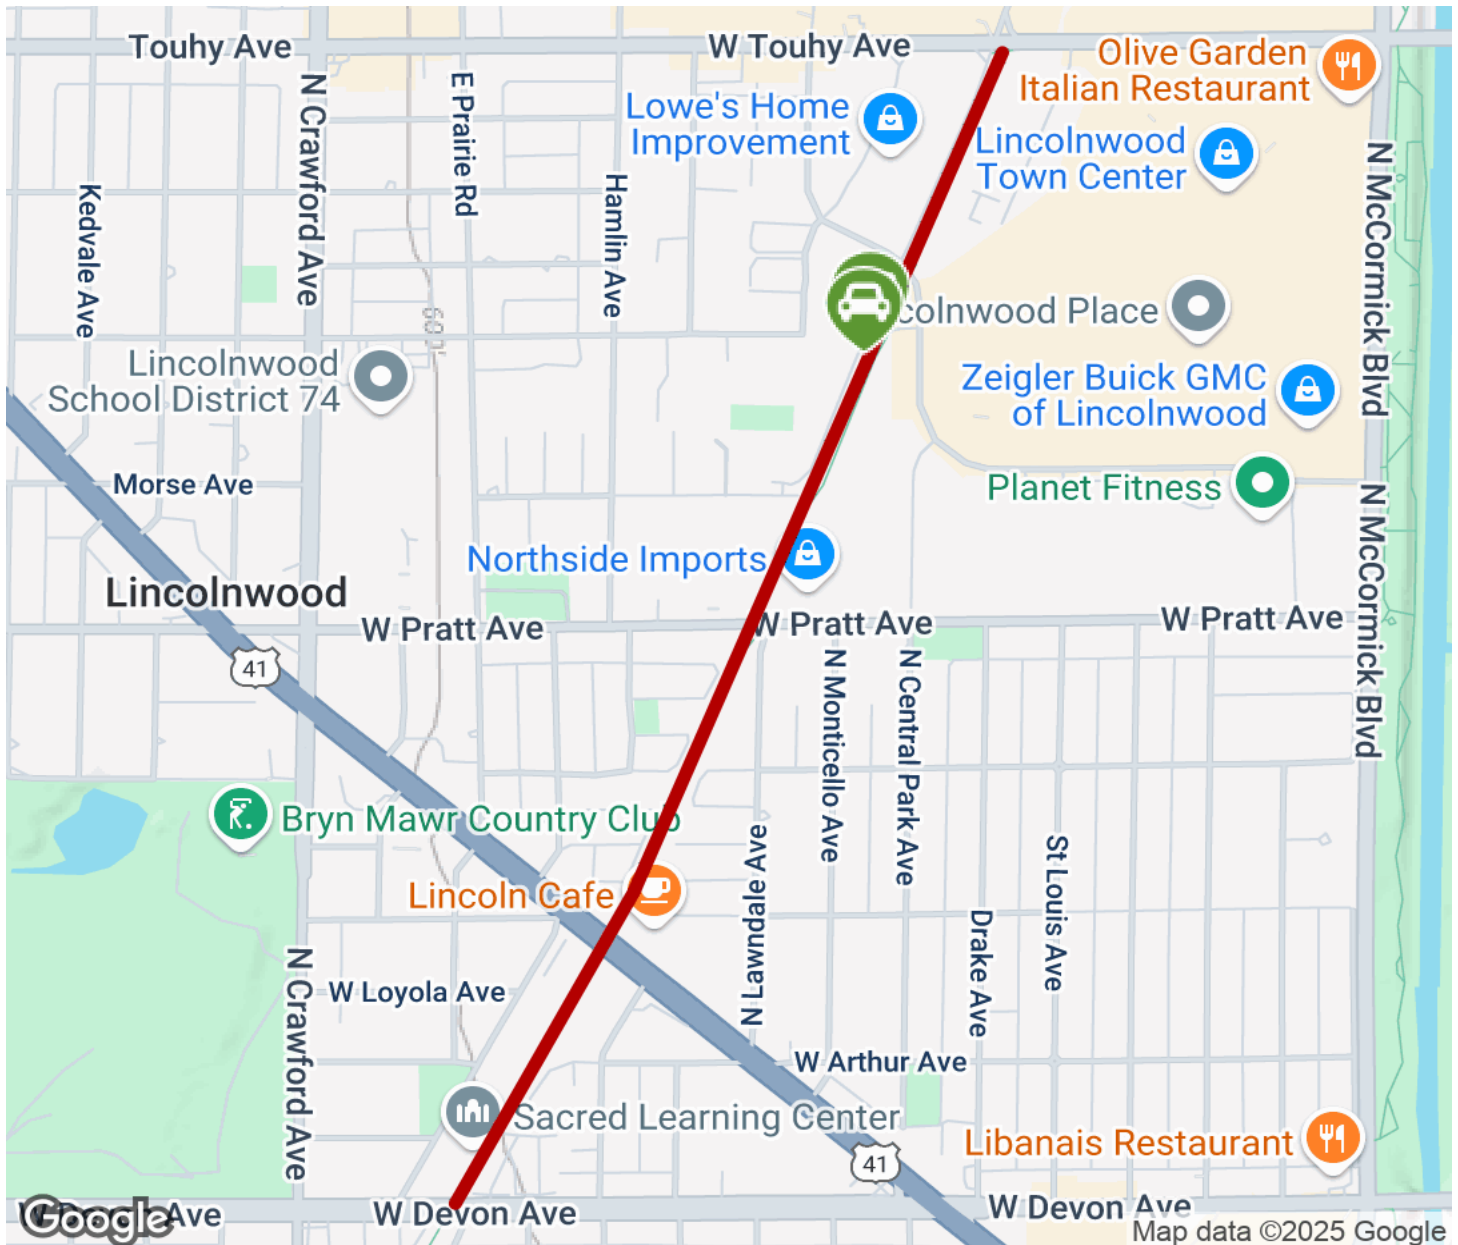 Touhy Ave
W Touhy Ave
Olive Garden
Italian Restaurant
N Crawford Ave
E Prairie Rd
Lowe's Home
Improvement
Lincolnwood
Town Center
Kedvale Ave
Hamlin Ave
N McCormick Blvd
colnwood Place
Lincolnwood
School District 74
Zeigler Buick GMC
of Lincolnwood
Morse Ave
Planet Fitness
N McCormick Blvd
Northside Imports
Lincolnwood
W Pratt Ave
W Pratt Ave
W Pratt Ave
41
N Monticello Ave
N Central Park Ave
Bryn Mawr Country Club
N Lawndale Ave
St Louis Ave
Lincoln Cafe
Drake Ave
N Crawford Ave
W Loyola Ave
W Arthur Ave
Sacred Learning Center
Libanais Restaurant
41
W Devon Ave
W Devon Ave
W Devon Ave
Google
Map data ©2025 Google